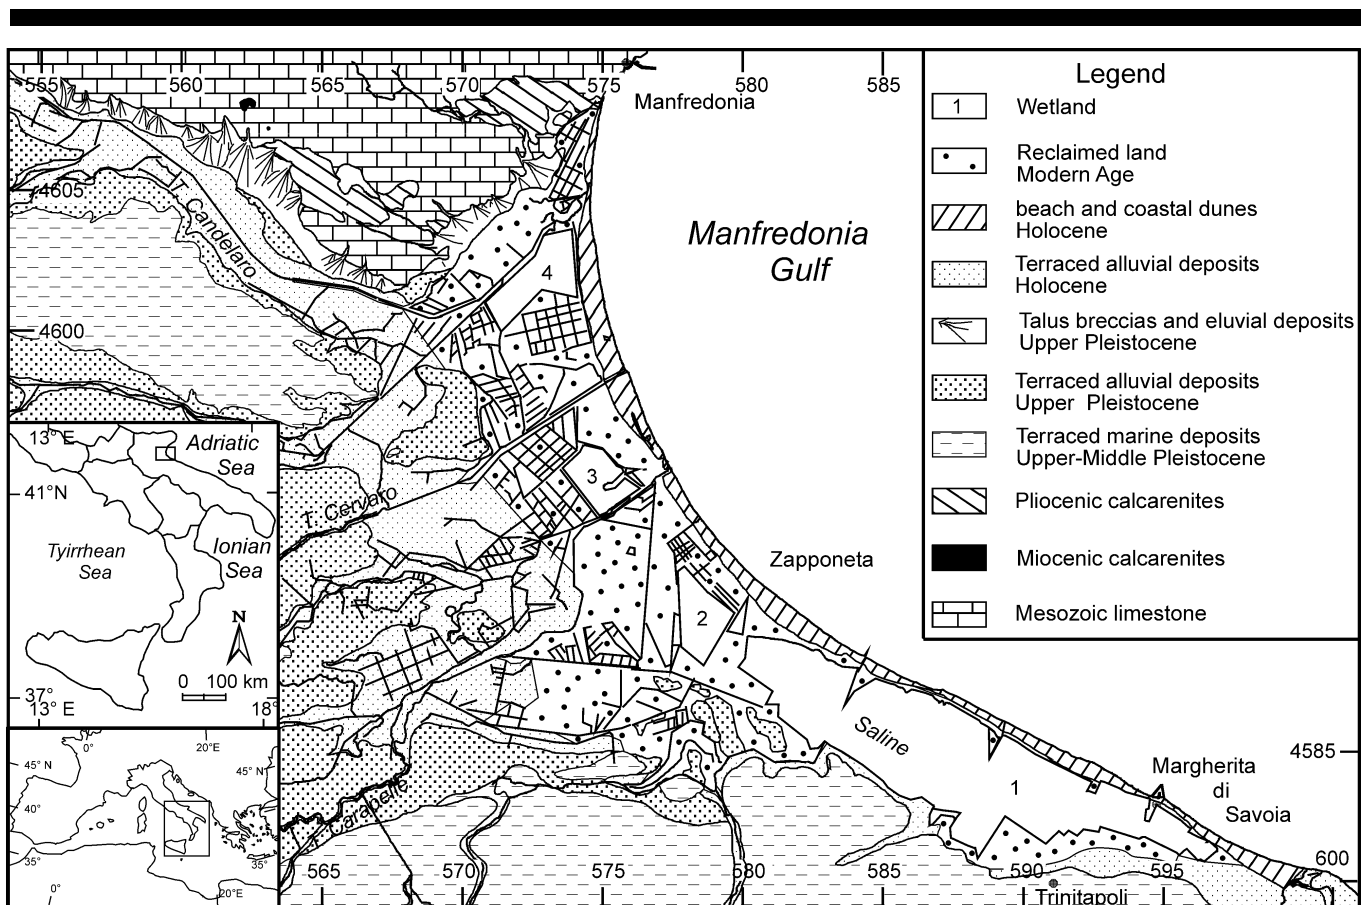 555
560
565
570
575
580
585
Manfredonia
4605
T. Candelaro
Manfredonia
Gulf
4
4600
3
T. Cervaro
Zapponeta
2
Saline
4585
Margherita
di
Savoia
1
T. Carapelle
600
565
570
575
580
585
590
595
Trinitapoli
Legend
1
Wetland
Reclaimed land
Modern Age
beach and coastal dunes
Holocene
Terraced alluvial deposits
Holocene
Talus breccias and eluvial deposits
Upper Pleistocene
Terraced alluvial deposits
Upper Pleistocene
Terraced marine deposits
Upper-Middle Pleistocene
Pliocenic calcarenites
Miocenic calcarenites
Mesozoic limestone
13° E
Adriatic
Sea
41°N
Tyirrhean
Sea
Ionian
Sea
N
0 100 km
37°
13° E
18°
0°
20°E
45° N
45° N
40°
35°
35°
0°
20°E